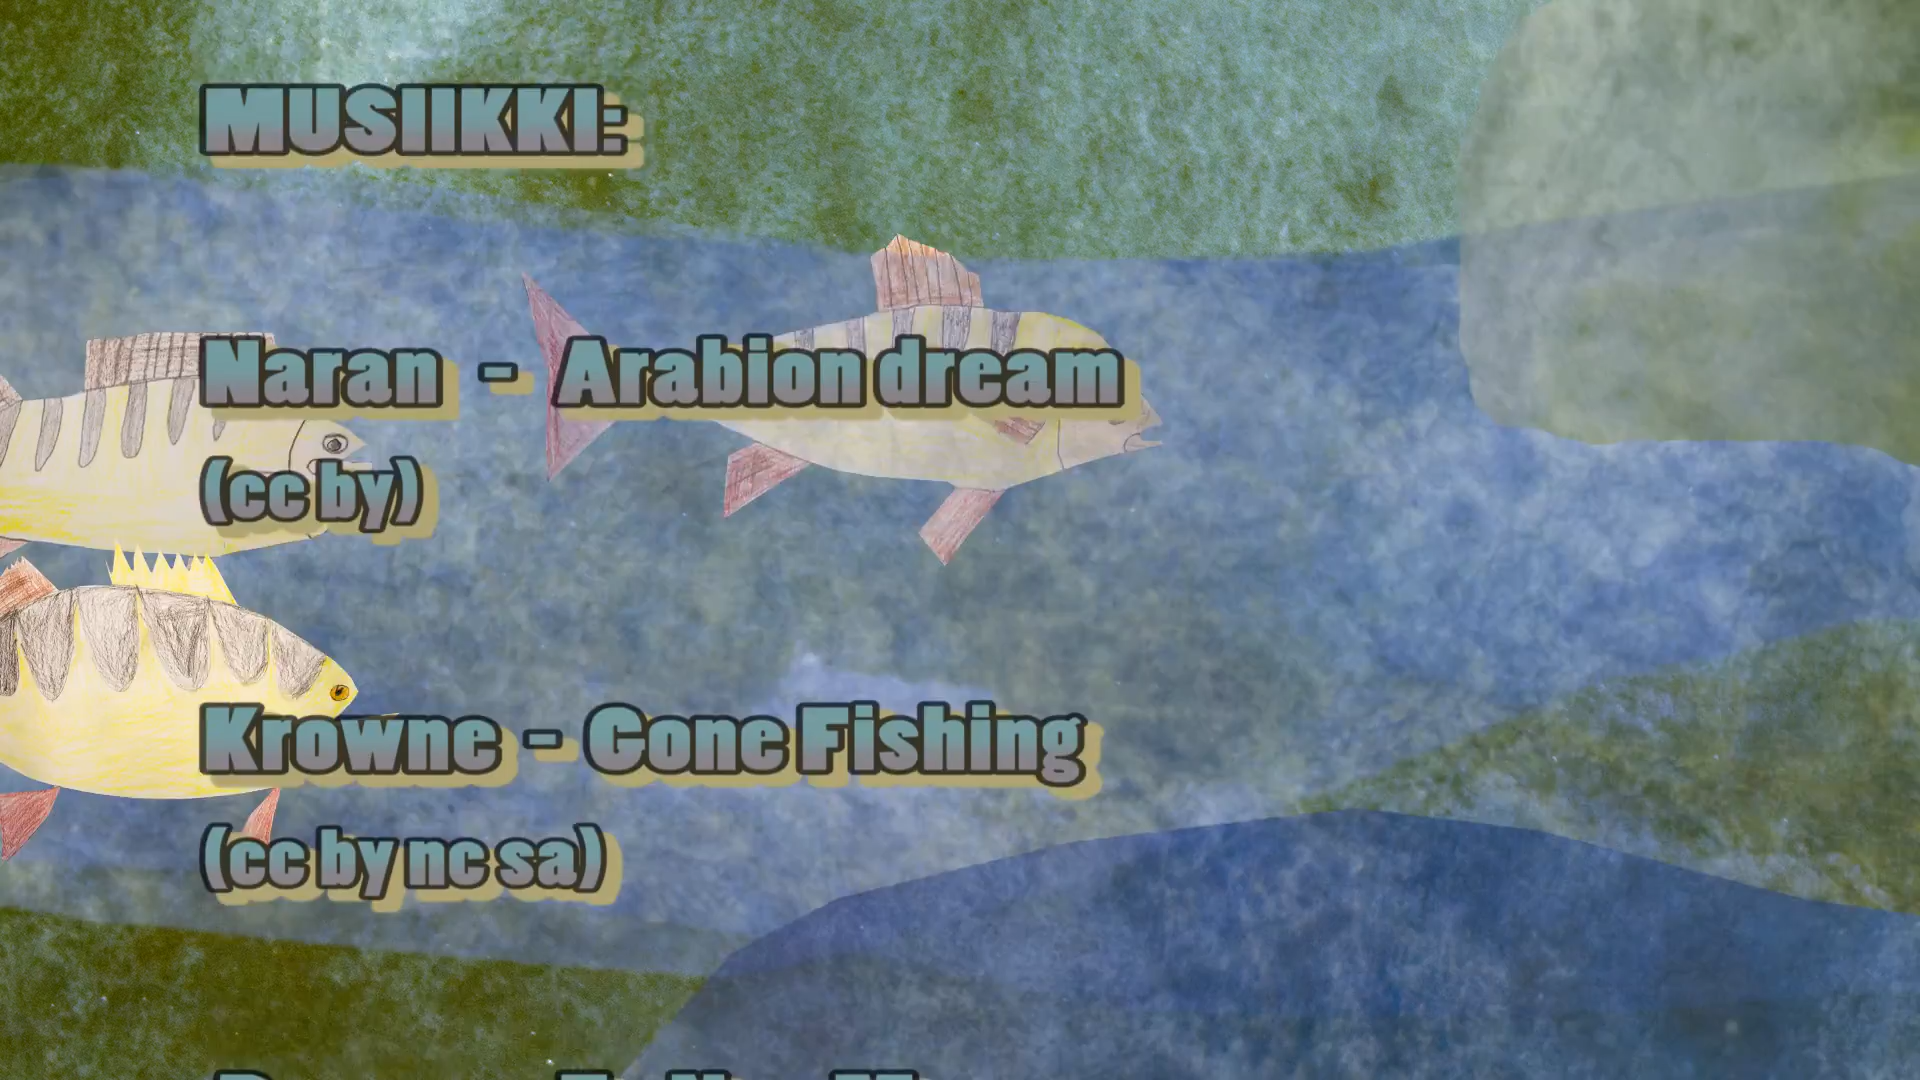 MUSIIKKI:
Naran - Arabion dream
(cc by)
Krowne - Gone Fishing
(cc by nc sa)